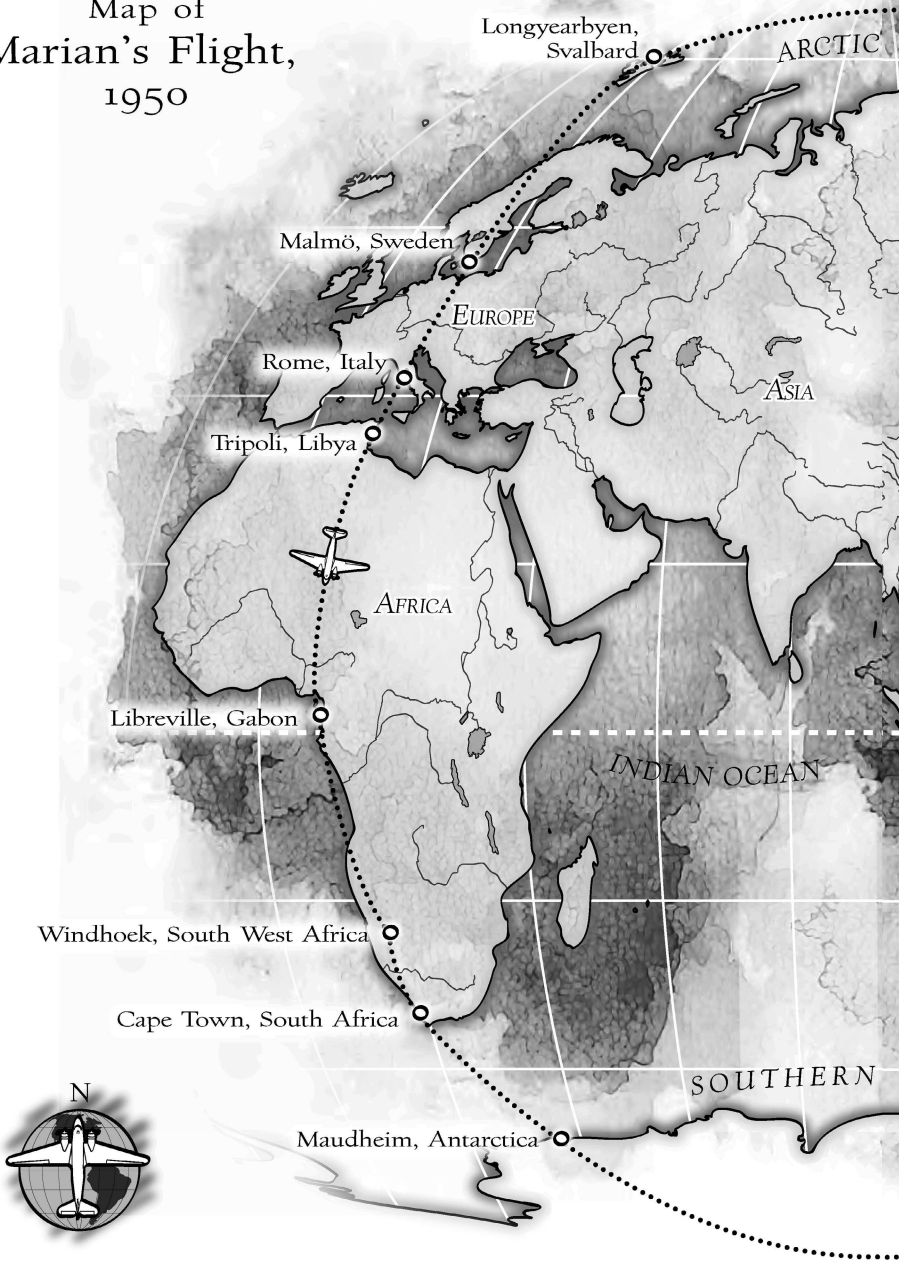 Map of
Marian's Flight,
1950
Longyearbyen,
Svalbard
ARCTIC
Malmö, Sweden
EUROPE
Rome, Italy
ASIA
Tripoli, Libya
AFRICA
Libreville, Gabon
INDIAN OCEAN
Windhoek, South West Africa
Cape Town, South Africa
SOUTHERN
N
Maudheim, Antarctica